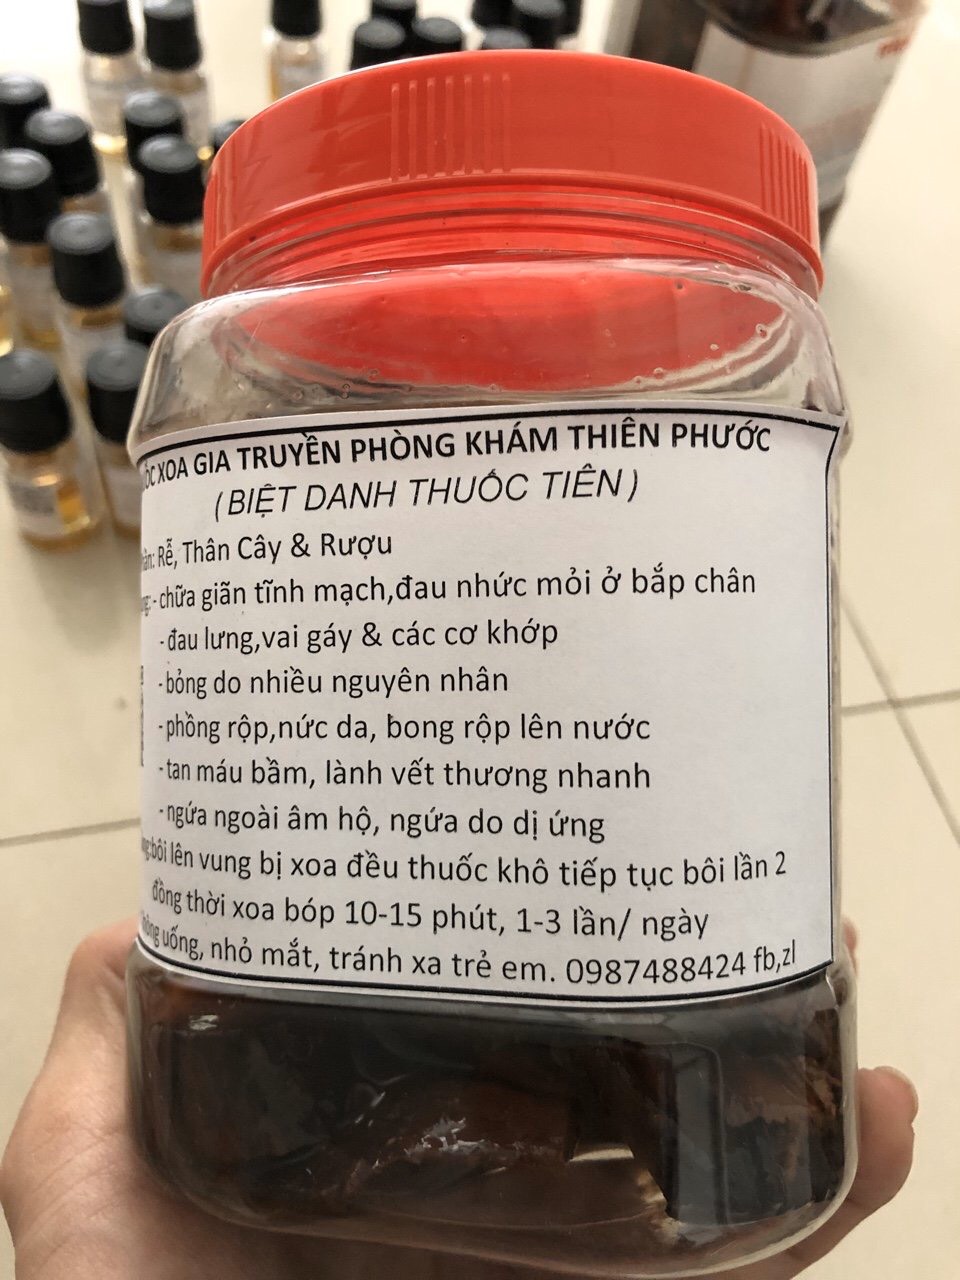 XOA GIA TRUYỀN PHÒNG KHÁM THIÊN PHƯỚC
(BIỆT DANH THUỐC TIÊN)
Rễ, Thân Cây & Rượu
- chữa giãn tĩnh mạch,đau nhức mỏi ở bắp chân
- đau lưng,vai gáy & các cơ khớp
- bỏng do nhiều nguyên nhân
- phồng rộp,nức da, bong rộp lên nước
- tan máu bầm, lành vết thương nhanh
- ngứa ngoài âm hộ, ngứa do dị ứng
bôi lên vung bị xoa đều thuốc khô tiếp tục bôi lần 2
đồng thời xoa bóp 10-15 phút, 1-3 lần/ ngày
uống, nhỏ mắt, tránh xa trẻ em. 0987488424 fb,zl